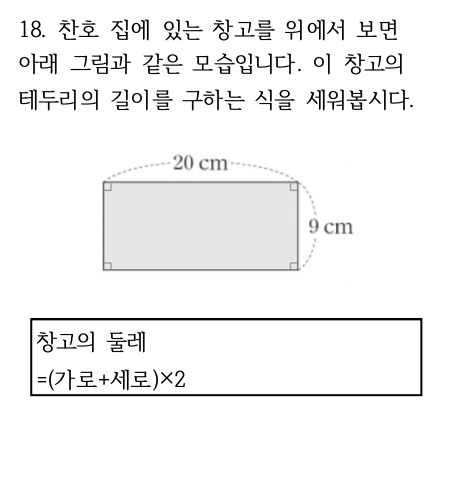 18. 찬호 집에 있는 창고를 위에서 보면
아래 그림과 같은 모습입니다. 이 창고의
테두리의 길이를 구하는 식을 세워봅시다.
20 cm
9 cm
창고의 둘레
=(가로+세로)×2